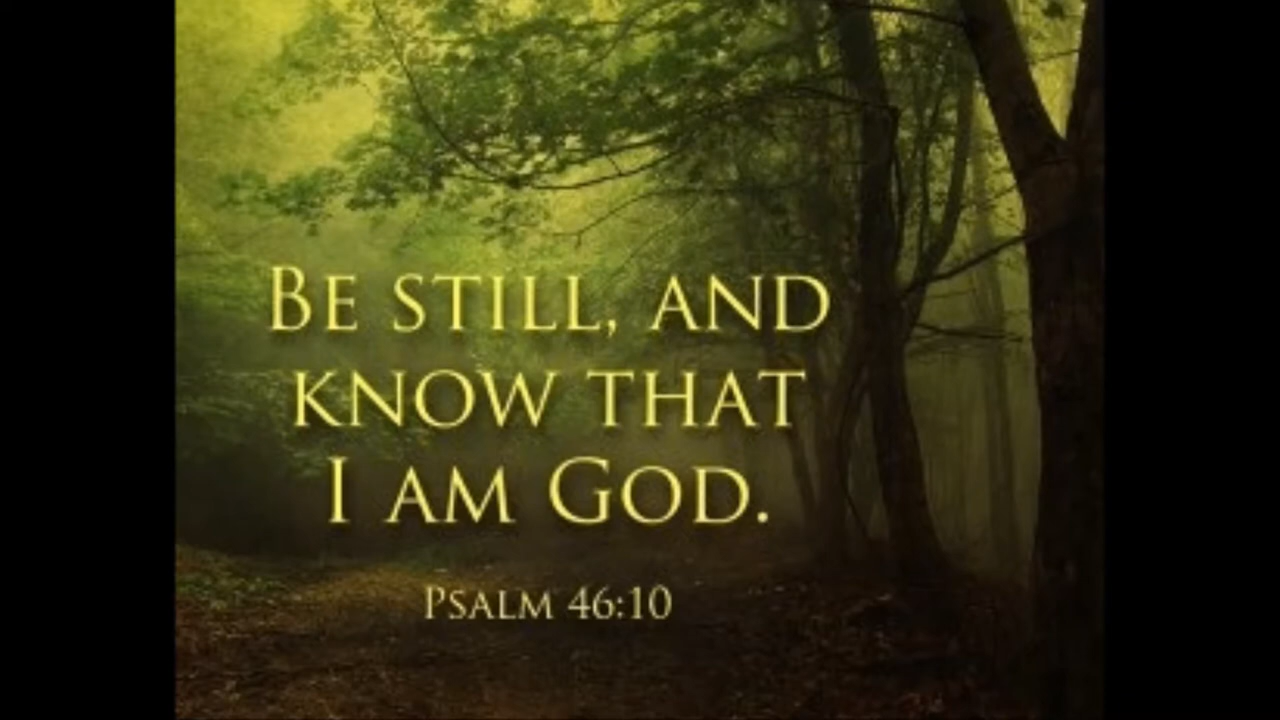 Be still, and
know that
I am God.
Psalm 46:10